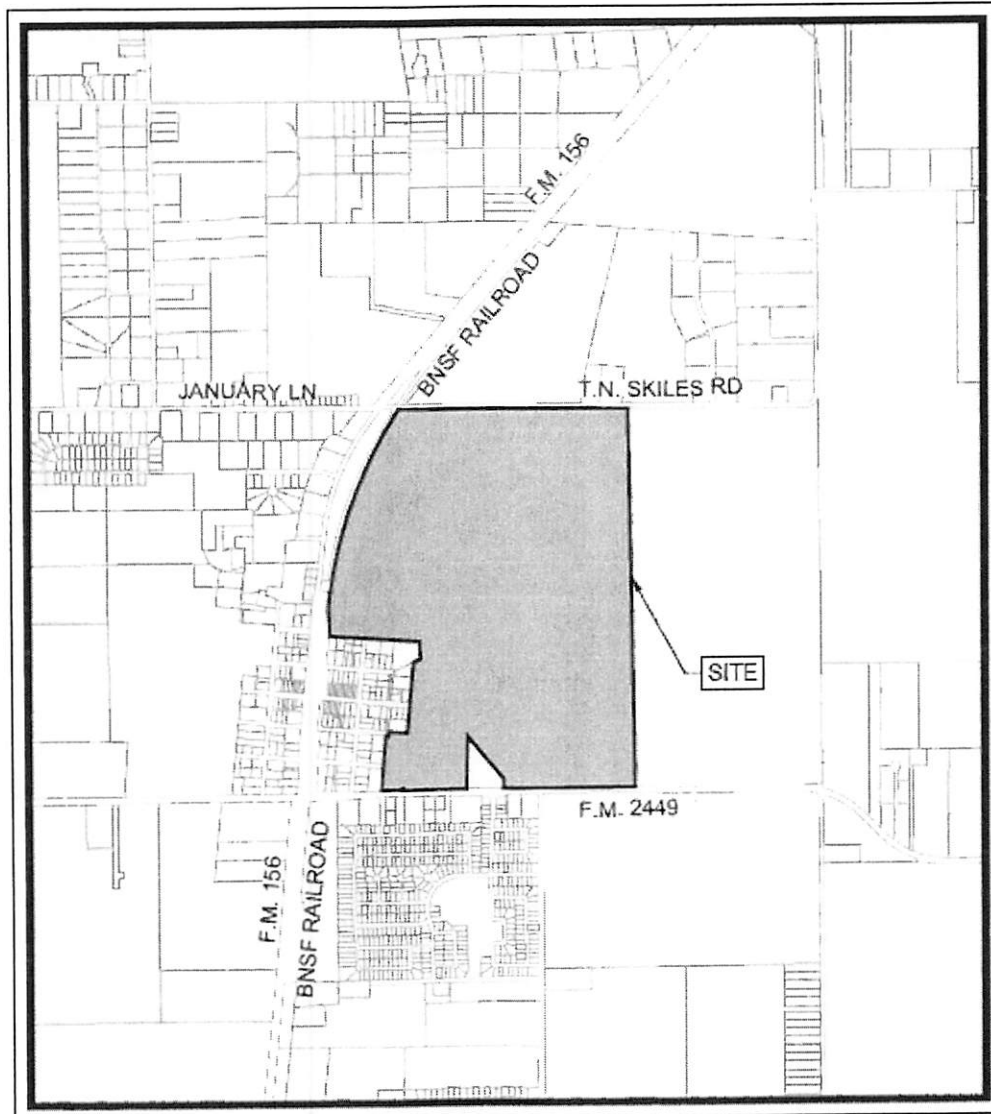 F.M. 156
BNSF RAILROAD
JANUARY LN
T.N. SKILES RD
SITE
F.M. 2449
F.M. 156
BNSF RAILROAD